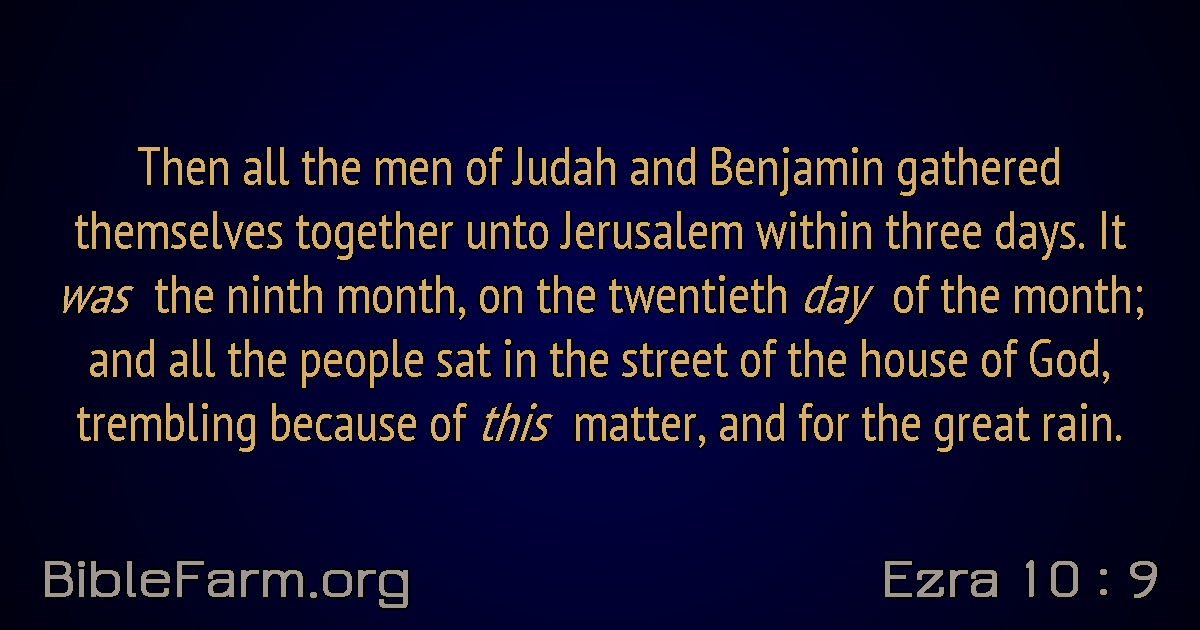 Then all the men of Judah and Benjamin gathered
themselves together unto Jerusalem within three days. It
was the ninth month, on the twentieth day of the month;
and all the people sat in the street of the house of God,
trembling because of this matter, and for the great rain.
BibleFarm.org
Ezra 10 : 9